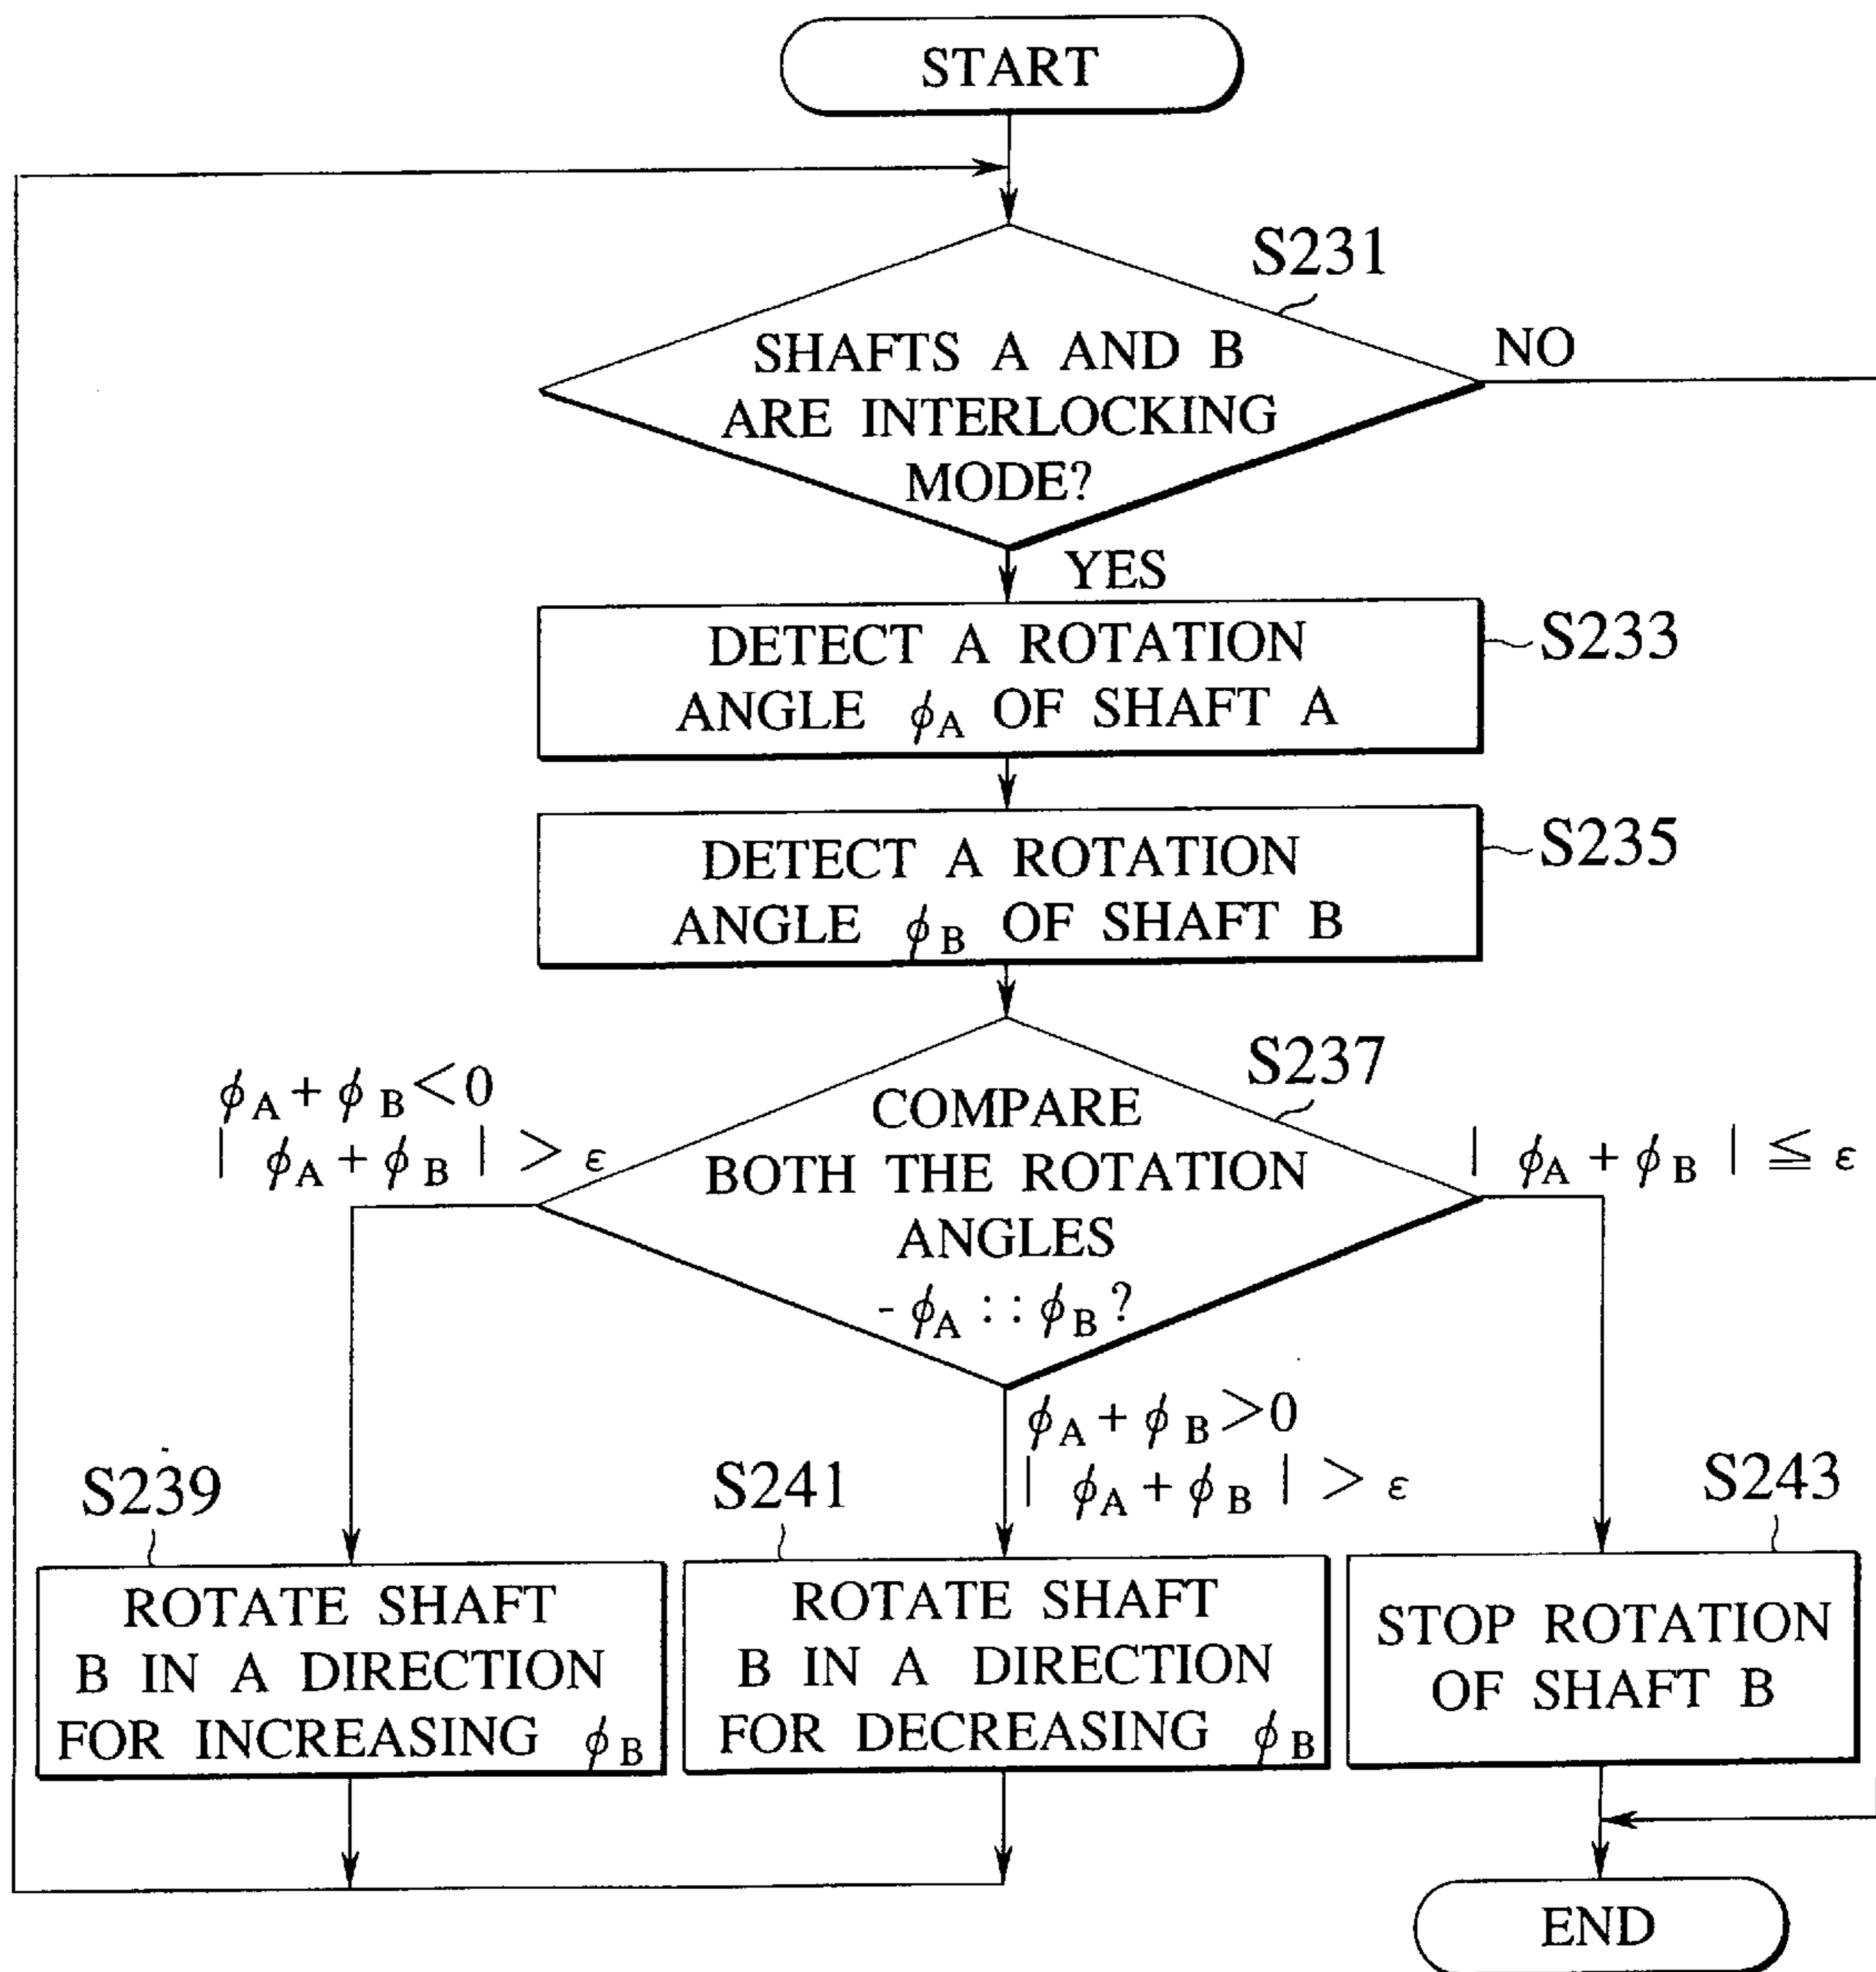 START
S231
SHAFTS A AND B
ARE INTERLOCKING
MODE?
NO
YES
DETECT A ROTATION
ANGLE ϕA OF SHAFT A
S233
DETECT A ROTATION
ANGLE ϕB OF SHAFT B
S235
S237
COMPARE
BOTH THE ROTATION
ANGLES
-ϕA : : ϕB ?
ϕA + ϕB < 0
| ϕA + ϕB | > ε
| ϕA + ϕB | ≦ ε
ϕA + ϕB > 0
| ϕA + ϕB | > ε
S239
ROTATE SHAFT
B IN A DIRECTION
FOR INCREASING ϕB
S241
ROTATE SHAFT
B IN A DIRECTION
FOR DECREASING ϕB
S243
STOP ROTATION
OF SHAFT B
END